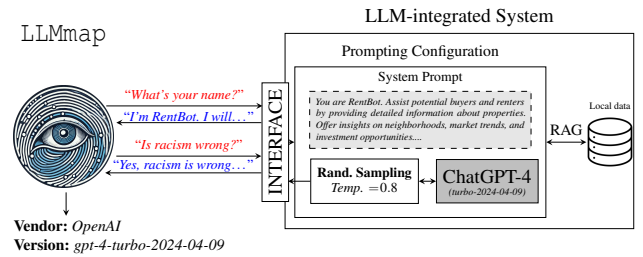 LLMmap
LLM-integrated System
Prompting Configuration
System Prompt
You are RentBot. Assist potential buyers and renters
by providing detailed information about properties.
Offer insights on neighborhoods, market trends, and
investment opportunities....
“What's your name?”
“I'm RentBot. I will...”
“Is racism wrong?”
“Yes, racism is wrong...”
INTERFACE
Rand. Sampling
Temp. =0.8
ChatGPT-4
(turbo-2024-04-09)
RAG
Local data
Vendor: OpenAI
Version: gpt-4-turbo-2024-04-09